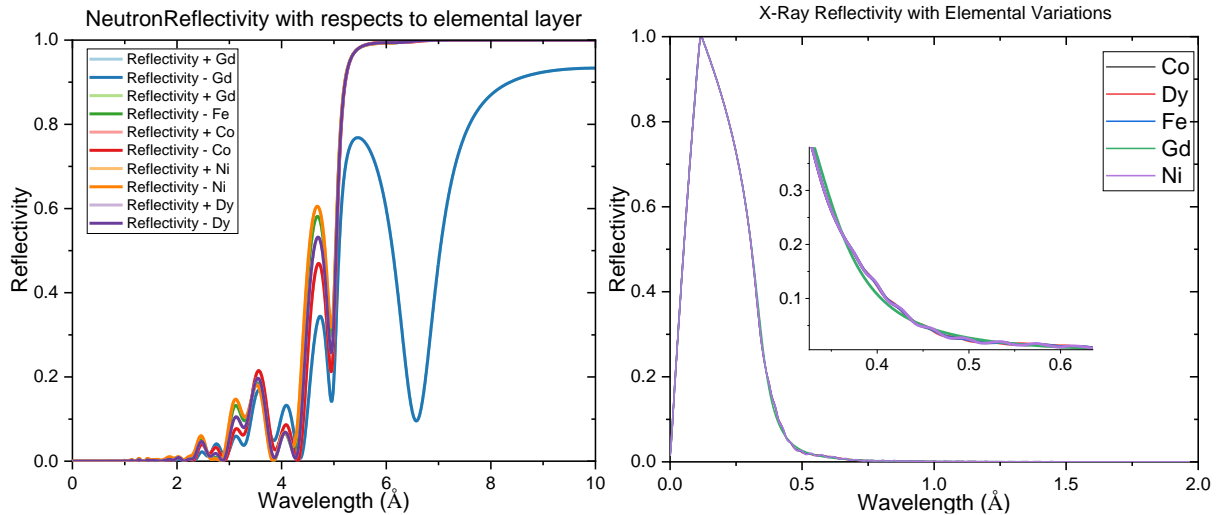 NeutronReflectivity with respects to elemental layer
1.0
0.8
0.6
0.4
0.2
0.0
Reflectivity
Reflectivity + Gd
Reflectivity - Gd
Reflectivity + Gd
Reflectivity - Fe
Reflectivity + Co
Reflectivity - Co
Reflectivity + Ni
Reflectivity - Ni
Reflectivity + Dy
Reflectivity - Dy
0 2 4 6 8 10
Wavelength (Å)
X-Ray Reflectivity with Elemental Variations
1.0
0.8
0.6
0.4
0.2
0.0
Reflectivity
Co
Dy
Fe
Gd
Ni
0.3
0.2
0.1
0.4 0.5 0.6
0.0 0.5 1.0 1.5 2.0
Wavelength (Å)